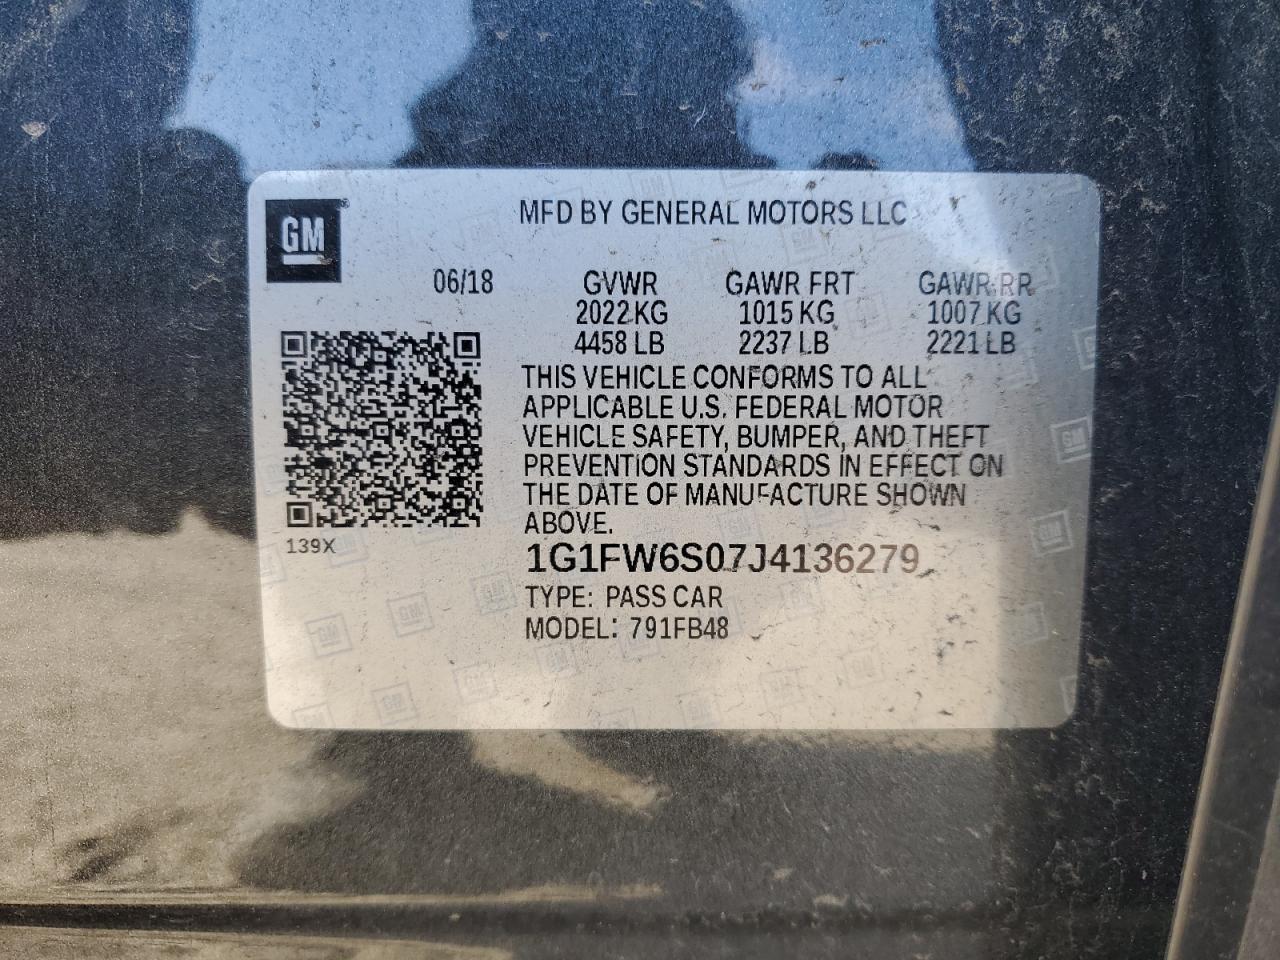 GM
MFD BY GENERAL MOTORS LLC
06/18 GVWR GAWR FRT GAWR RR
2022 KG 1015 KG 1007 KG
4458 LB 2237 LB 2221 LB
THIS VEHICLE CONFORMS TO ALL
APPLICABLE U.S. FEDERAL MOTOR
VEHICLE SAFETY, BUMPER, AND THEFT
PREVENTION STANDARDS IN EFFECT ON
THE DATE OF MANUFACTURE SHOWN
ABOVE.
139X
1G1FW6S07J4136279
TYPE: PASS CAR
MODEL: 791FB48